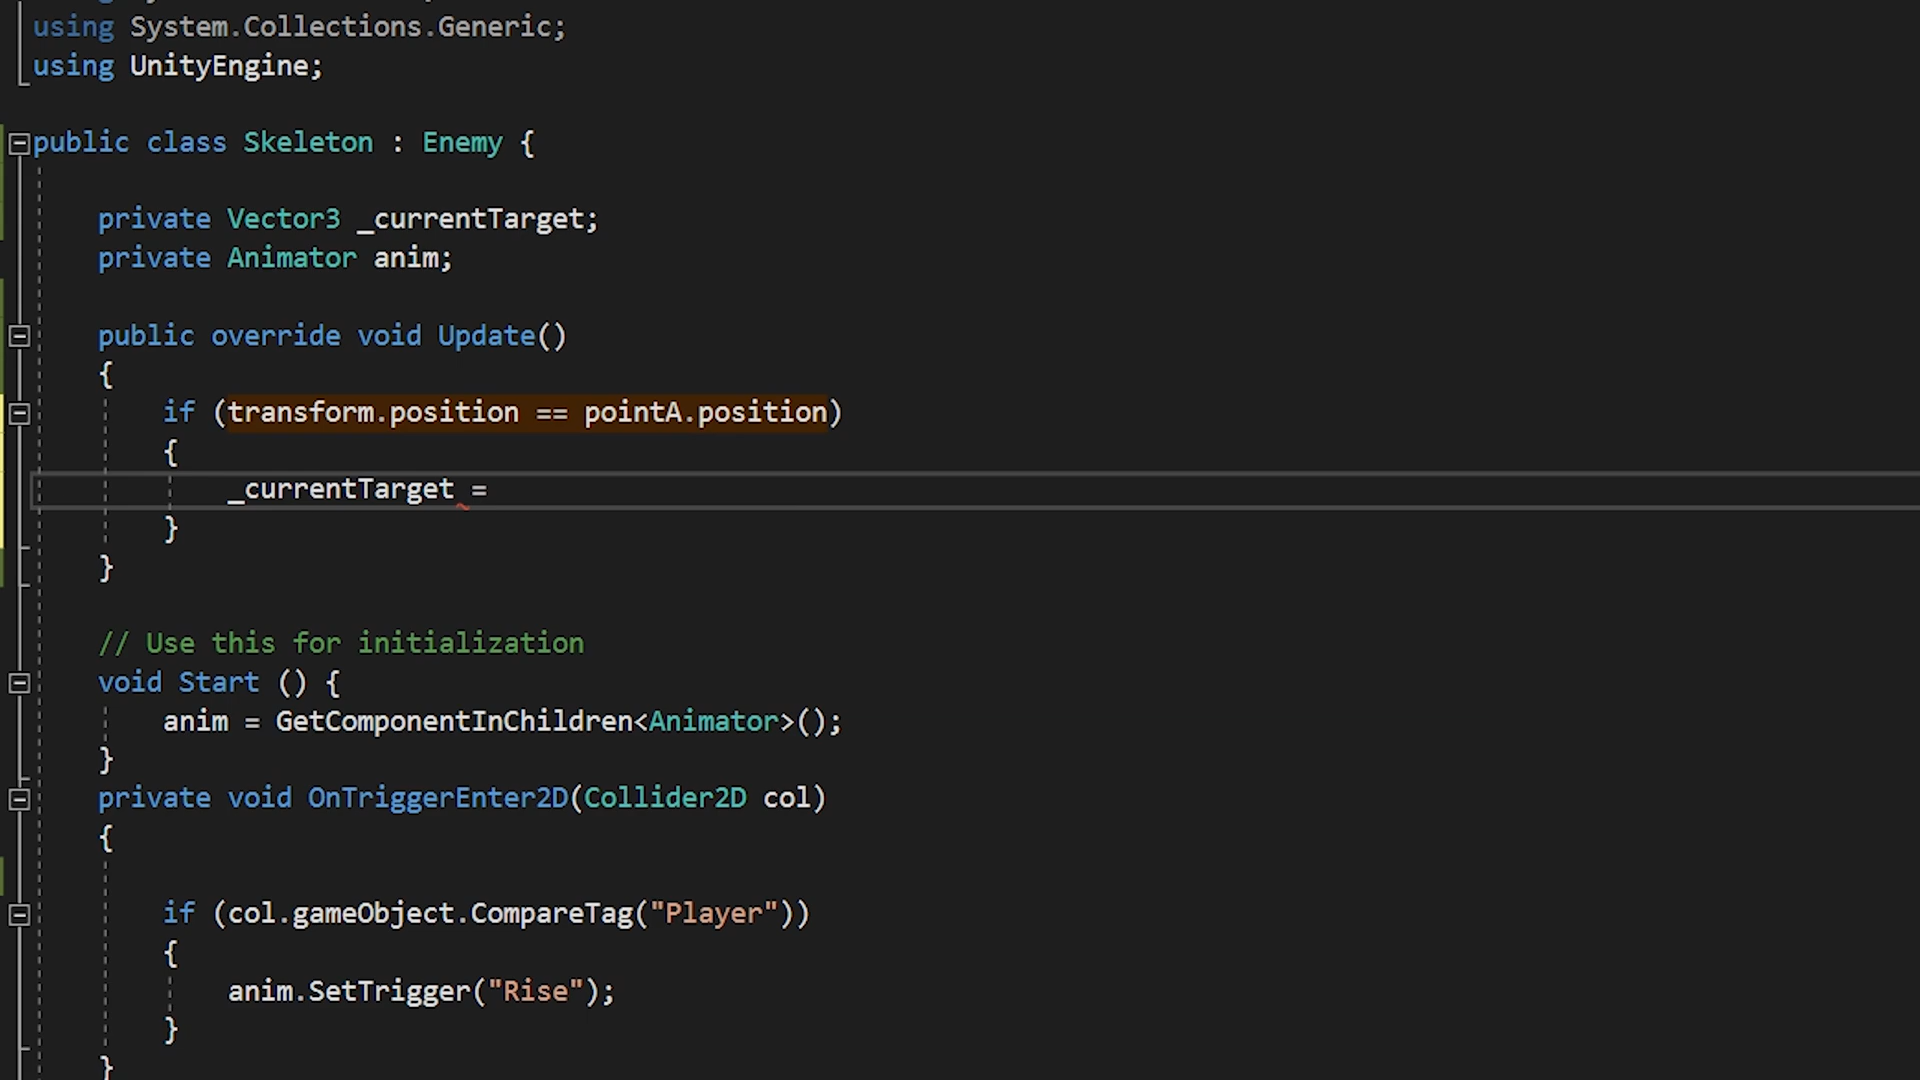 using System.Collections.Generic;
using UnityEngine;
public class Skeleton : Enemy {
private Vector3 _currentTarget;
private Animator anim;
public override void Update()
{
if (transform.position == pointA.position)
{
_currentTarget =
}
}
// Use this for initialization
void Start () {
anim = GetComponentInChildren<Animator>();
}
private void OnTriggerEnter2D(Collider2D col)
{
if (col.gameObject.CompareTag("Player"))
{
anim.SetTrigger("Rise");
}
}